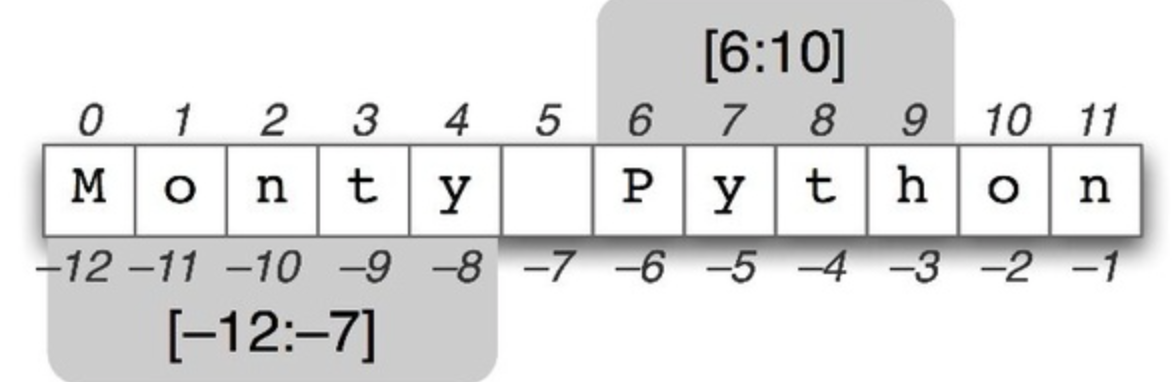 [6:10]
0 1 2 3 4 5 6 7 8 9 10 11
M o n t y P y t h o n
–12 –11 –10 –9 –8 –7 –6 –5 –4 –3 –2 –1
[–12:–7]